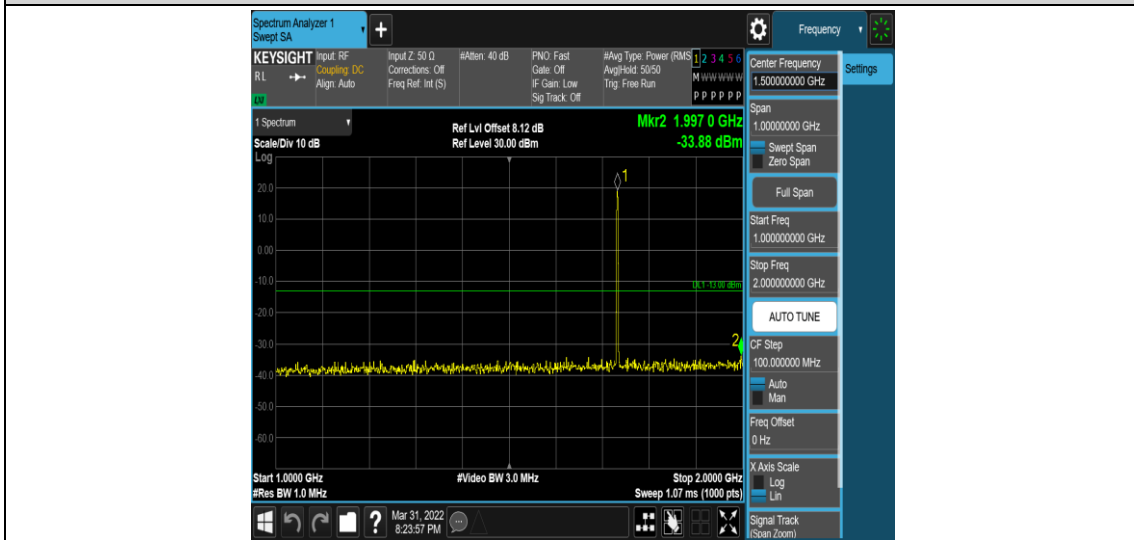 Spectrum Analyzer 1
Swept SA
+
Frequency
KEYSIGHT
RL
LXI
Input: RF
Coupling: DC
Align: Auto
Input Z: 50 Ω
Corrections: Off
Freq Ref: Int (S)
#Atten: 40 dB
PNO: Fast
Gate: Off
IF Gain: Low
Sig Track: Off
#Avg Type: Power (RMS
Avg|Hold: 50/50
Trig: Free Run
1 2 3 4 5 6
M W W W W W
P P P P P P
1 Spectrum
Scale/Div 10 dB
Log
Ref Lvl Offset 8.12 dB
Ref Level 30.00 dBm
Mkr2 1.997 0 GHz
-33.88 dBm
1
20.0
10.0
0.00
-10.0
DL1 -13.00 dBm
-20.0
-30.0
2
-40.0
-50.0
-60.0
Start 1.0000 GHz
#Res BW 1.0 MHz
#Video BW 3.0 MHz
Stop 2.0000 GHz
Sweep 1.07 ms (1000 pts)
?
Mar 31, 2022
8:23:57 PM
Center Frequency
1.500000000 GHz
Settings
Span
1.00000000 GHz
Swept Span
Zero Span
Full Span
Start Freq
1.000000000 GHz
Stop Freq
2.000000000 GHz
AUTO TUNE
CF Step
100.000000 MHz
Auto
Man
Freq Offset
0 Hz
X Axis Scale
Log
Lin
Signal Track
(Span Zoom)